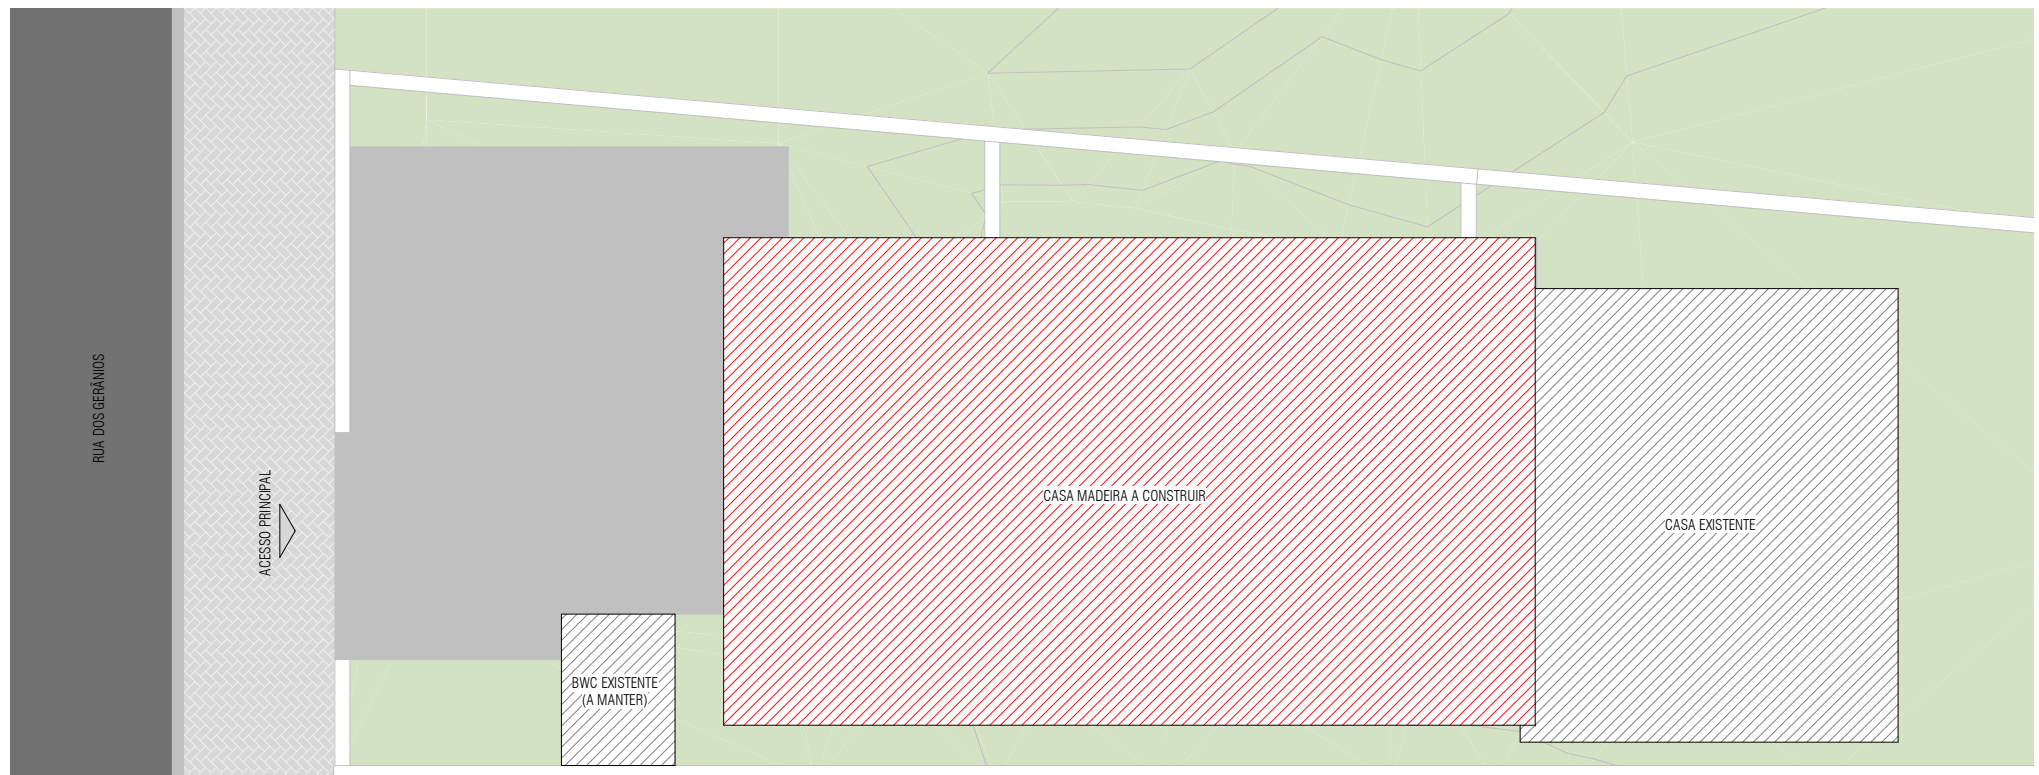 RUA DOS GERÂNIOS
ACESSO PRINCIPAL
CASA MADEIRA A CONSTRUIR
CASA EXISTENTE
BWC EXISTENTE
(A MANTER)